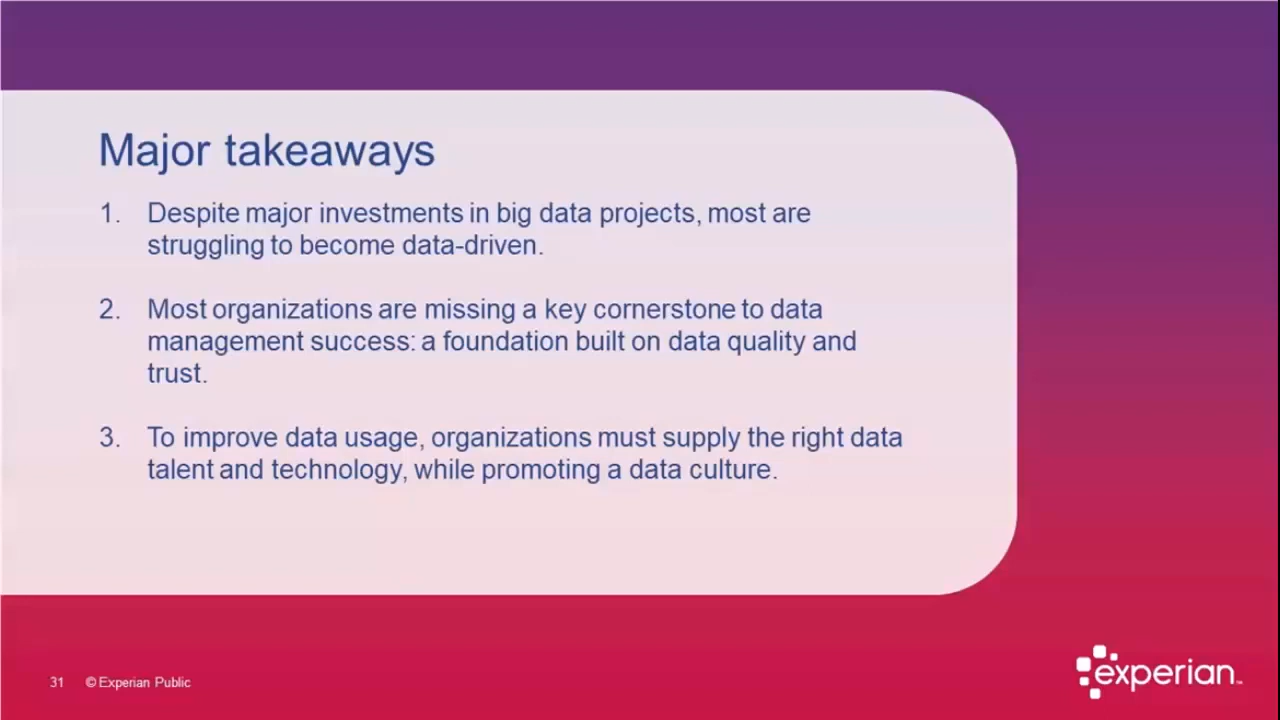 Major takeaways
1. Despite major investments in big data projects, most are
struggling to become data-driven.
2. Most organizations are missing a key cornerstone to data
management success: a foundation built on data quality and
trust.
3. To improve data usage, organizations must supply the right data
talent and technology, while promoting a data culture.
31 © Experian Public
experian™